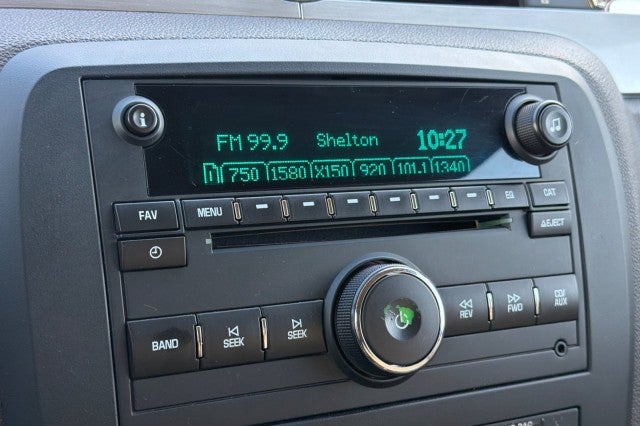 FM 99.9 Shelton 10:27
750 1580 X150 920 101.1 1340
FAV MENU EQ CAT
EJECT
REV FWD CD/AUX
BAND SEEK SEEK